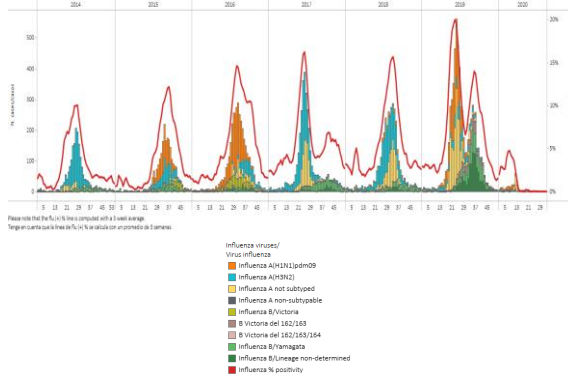 2014 2015 2016 2017 2018 2019 2020
500
400
300
200
100
0
20%
15%
10%
5%
0%
Please note that the flu (+) % line is computed with a 3 week average.
Tenga en cuenta que la línea de flu (+) % se calcula con un promedio de 3 semanas
Influenza viruses/
Virus influenza
Influenza A(H1N1)pdm09
Influenza A(H3N2)
Influenza A not subtyped
Influenza A non-subtypable
Influenza B/Victoria
B Victoria del 162/163
B Victoria del 162/163/164
Influenza B/Yamagata
Influenza B/Lineage non-determined
Influenza % positivity